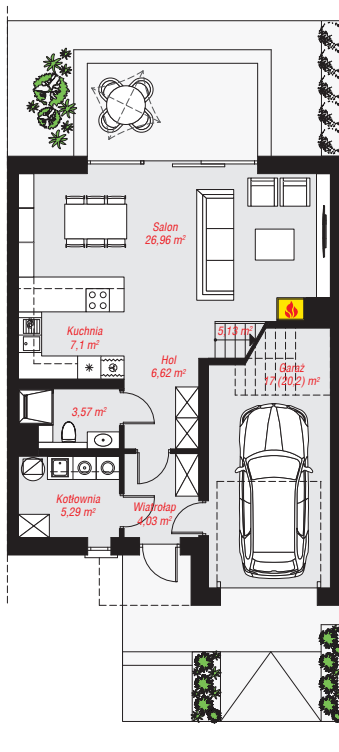 Salon
26,96 m²
Kuchnia
7,1 m²
5,13 m²
Hol
6,62 m²
Garaż
17 (20,2) m²
3,57 m²
Kotłownia
5,29 m²
Wiatrołap
4,03 m²